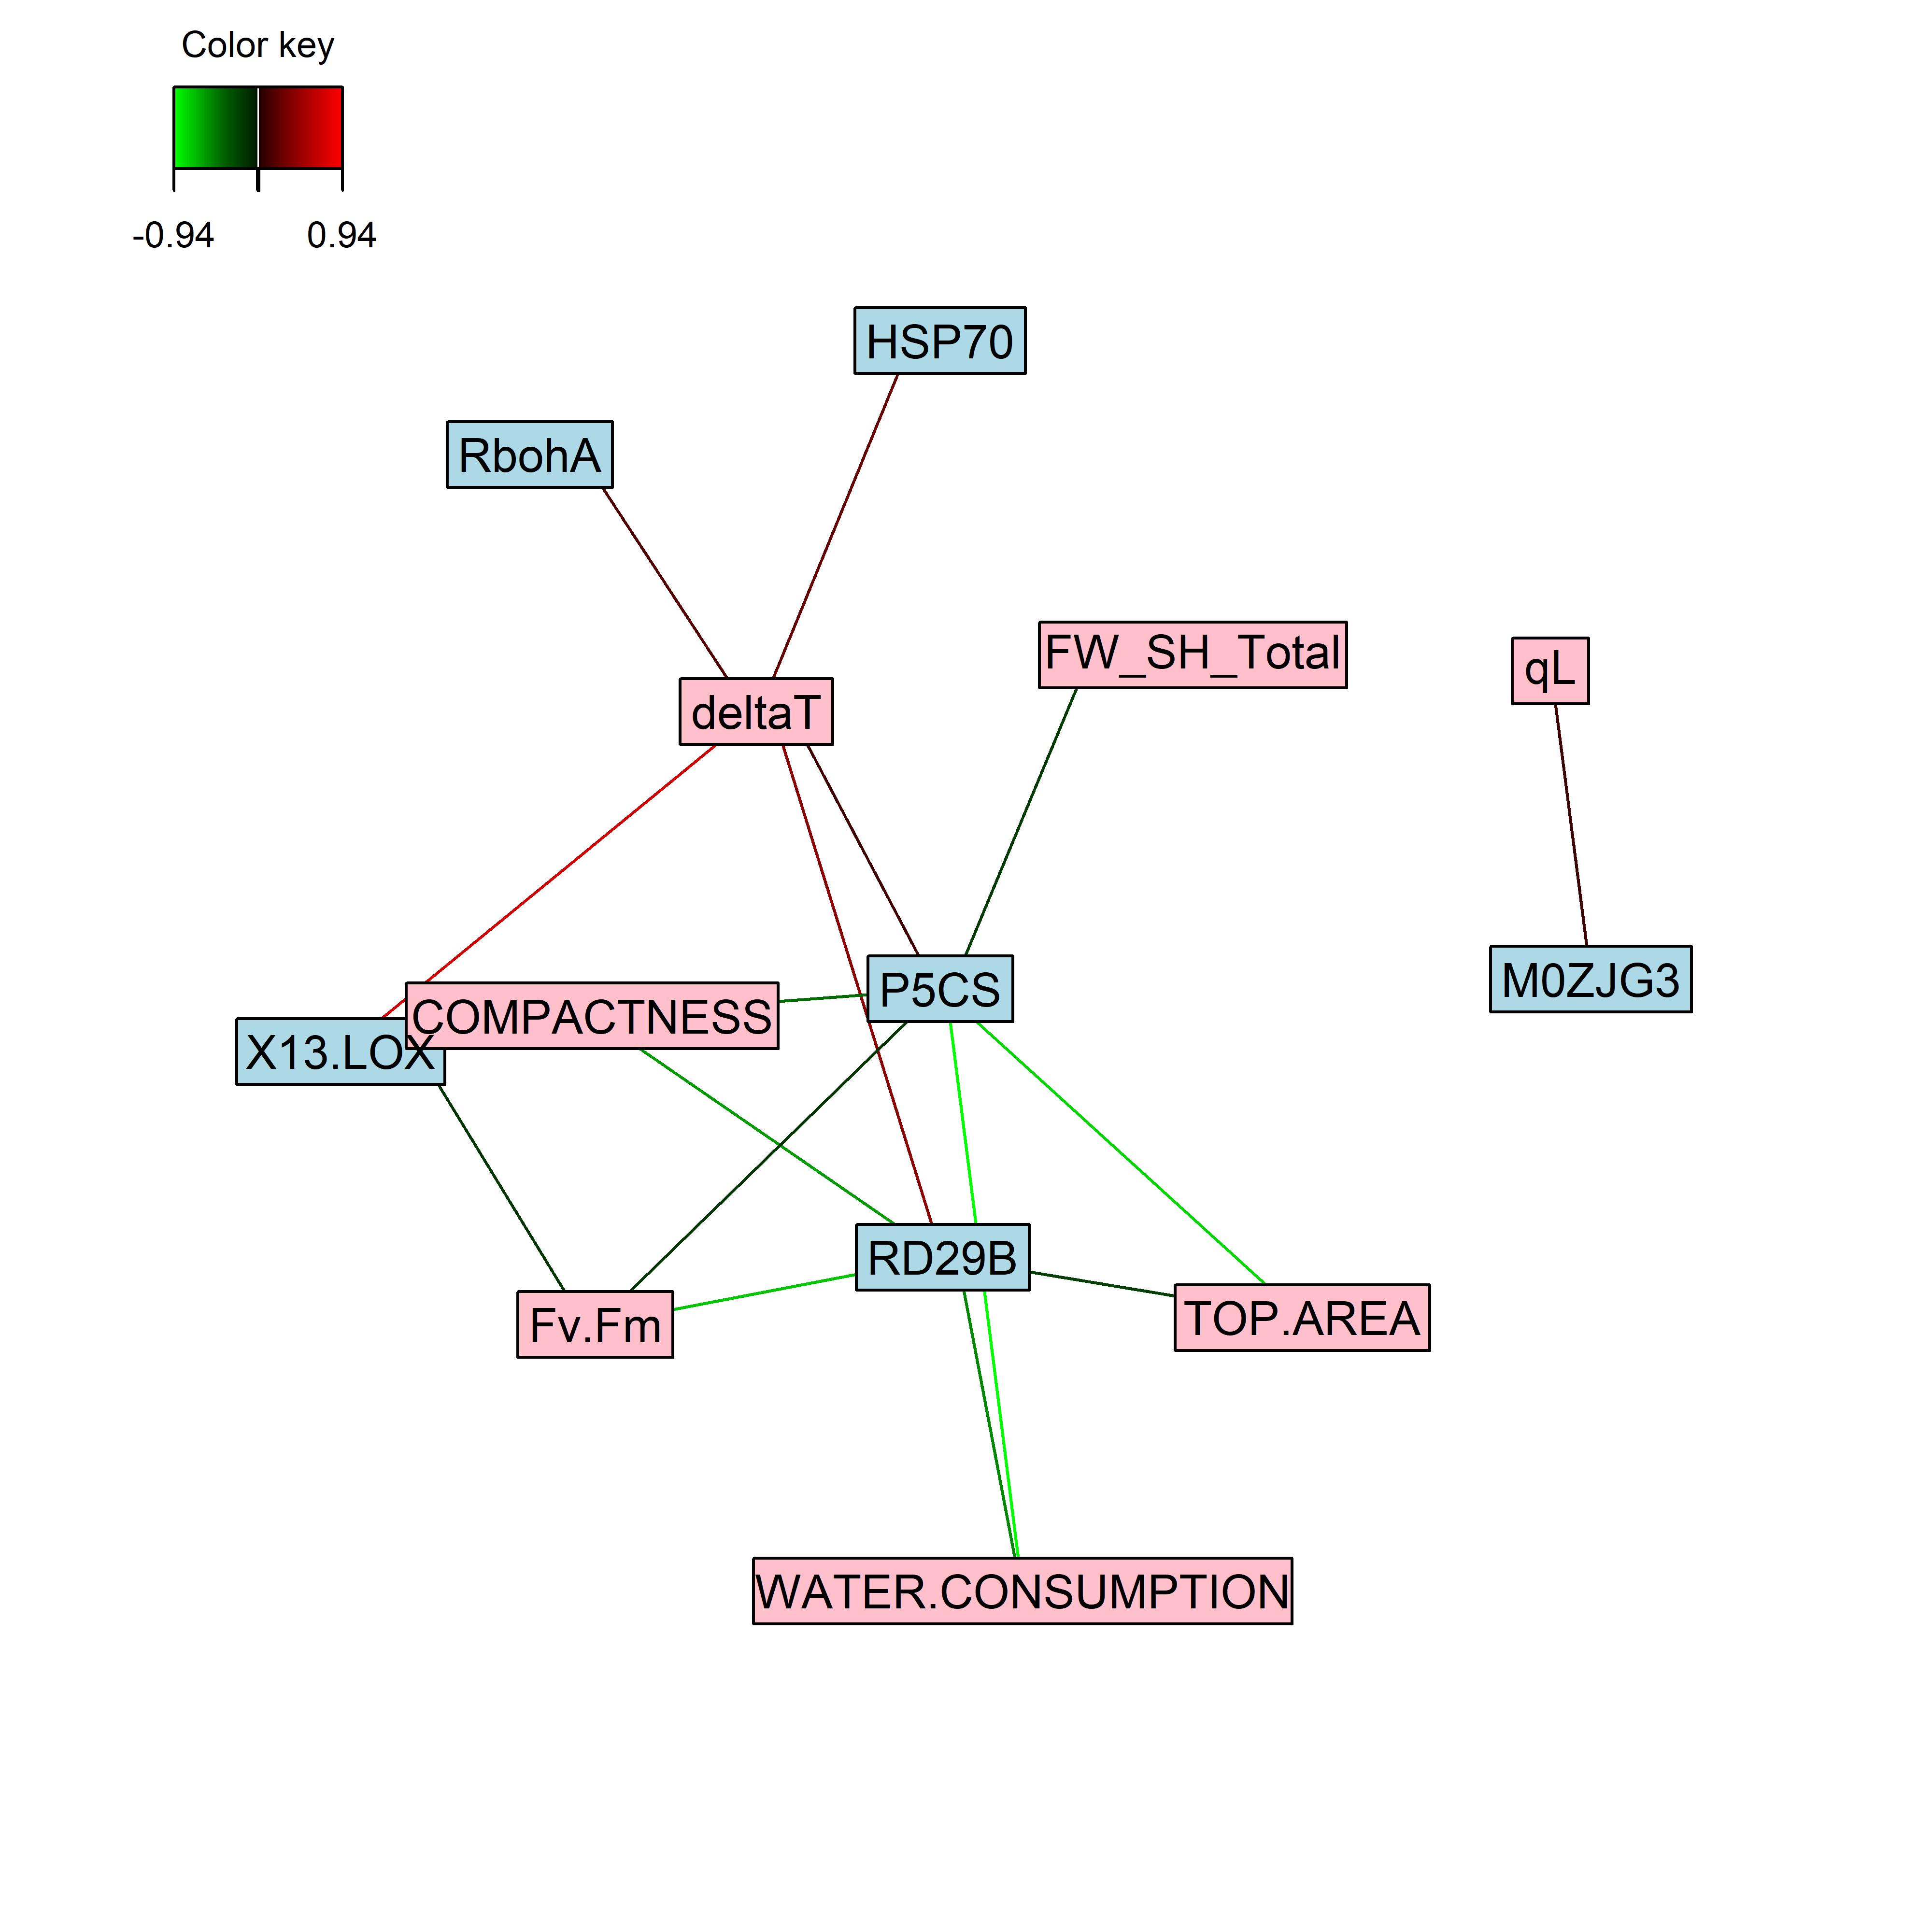 Color key
-0.94 0.94
HSP70
RbohA
FW_SH_Total
qL
deltaT
M0ZJG3
P5CS
COMPACTNESS
X13.LOX
RD29B
TOP.AREA
Fv.Fm
WATER.CONSUMPTION